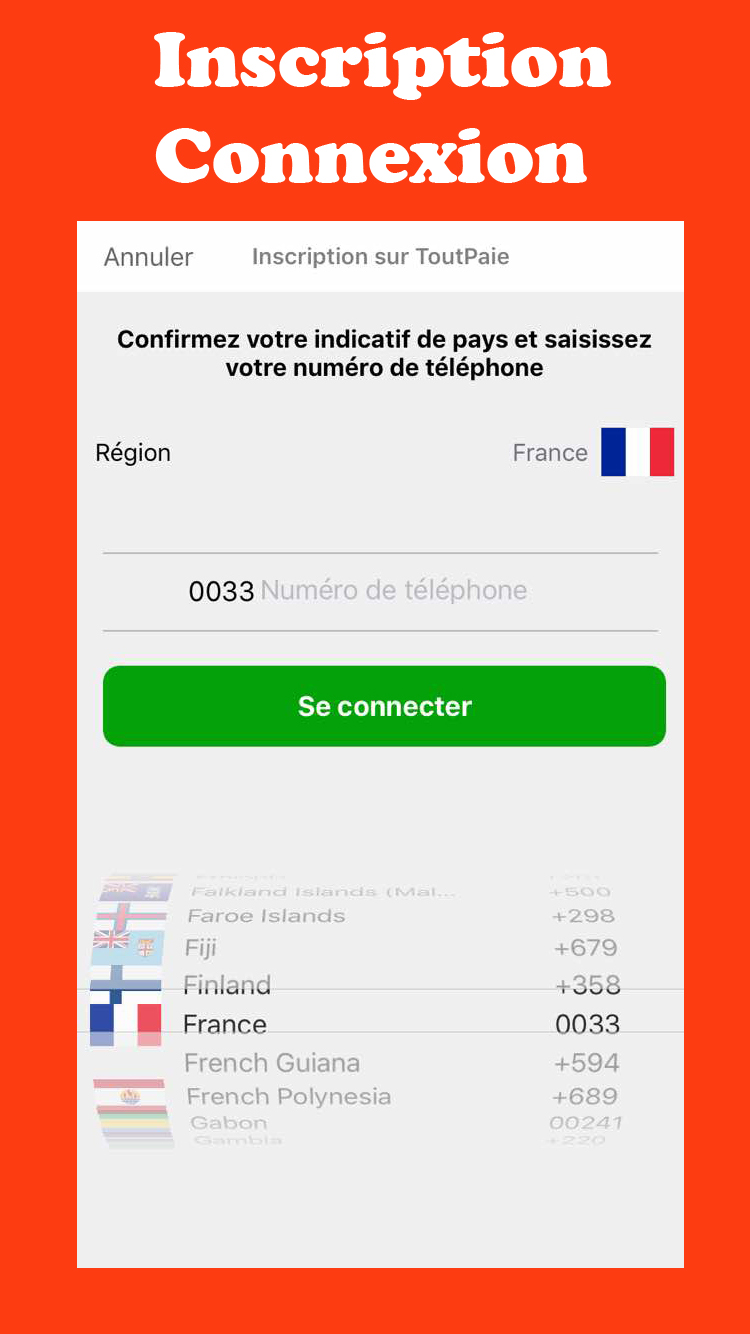 Inscription
Connexion
Annuler Inscription sur ToutPaie
Confirmez votre indicatif de pays et saisissez
votre numéro de téléphone
Région France
0033 Numéro de téléphone
Se connecter
Falkland Islands (Mal... +500
Faroe Islands +298
Fiji +679
Finland +358
France 0033
French Guiana +594
French Polynesia +689
Gabon 00241
Gambia +220